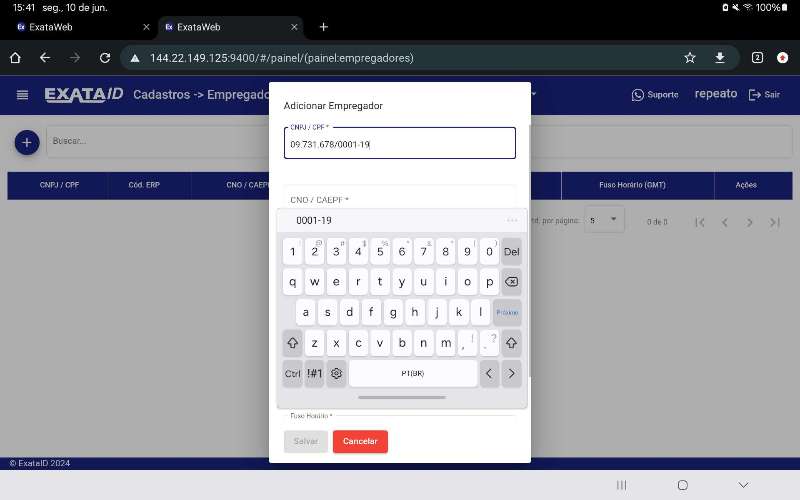 15:41 seg., 10 de jun. 100%
ExataWeb
ExataWeb
144.22.149.125:9400/#/painel/(painel:empregadores)
2
EXATAID Cadastros -> Empregado Suporte repeato Sair
Adicionar Empregador
CNPJ / CPF *
09.731.678/0001-19
Buscar...
CNPJ / CPF Cód. ERP CNO / CAEPF Fuso Horário (GMT) Ações
CNO / CAEPF *
por página: 5 0 de 0
0001-19
1 2 3 4 5 6 7 8 9 0 Del
q w e r t y u i o p
a s d f g h j k l Próximo
z x c v b n m , ! . ?
Ctrl !#1 PT(BR) < >
Fuso Horário *
Salvar Cancelar
© ExataID 2024